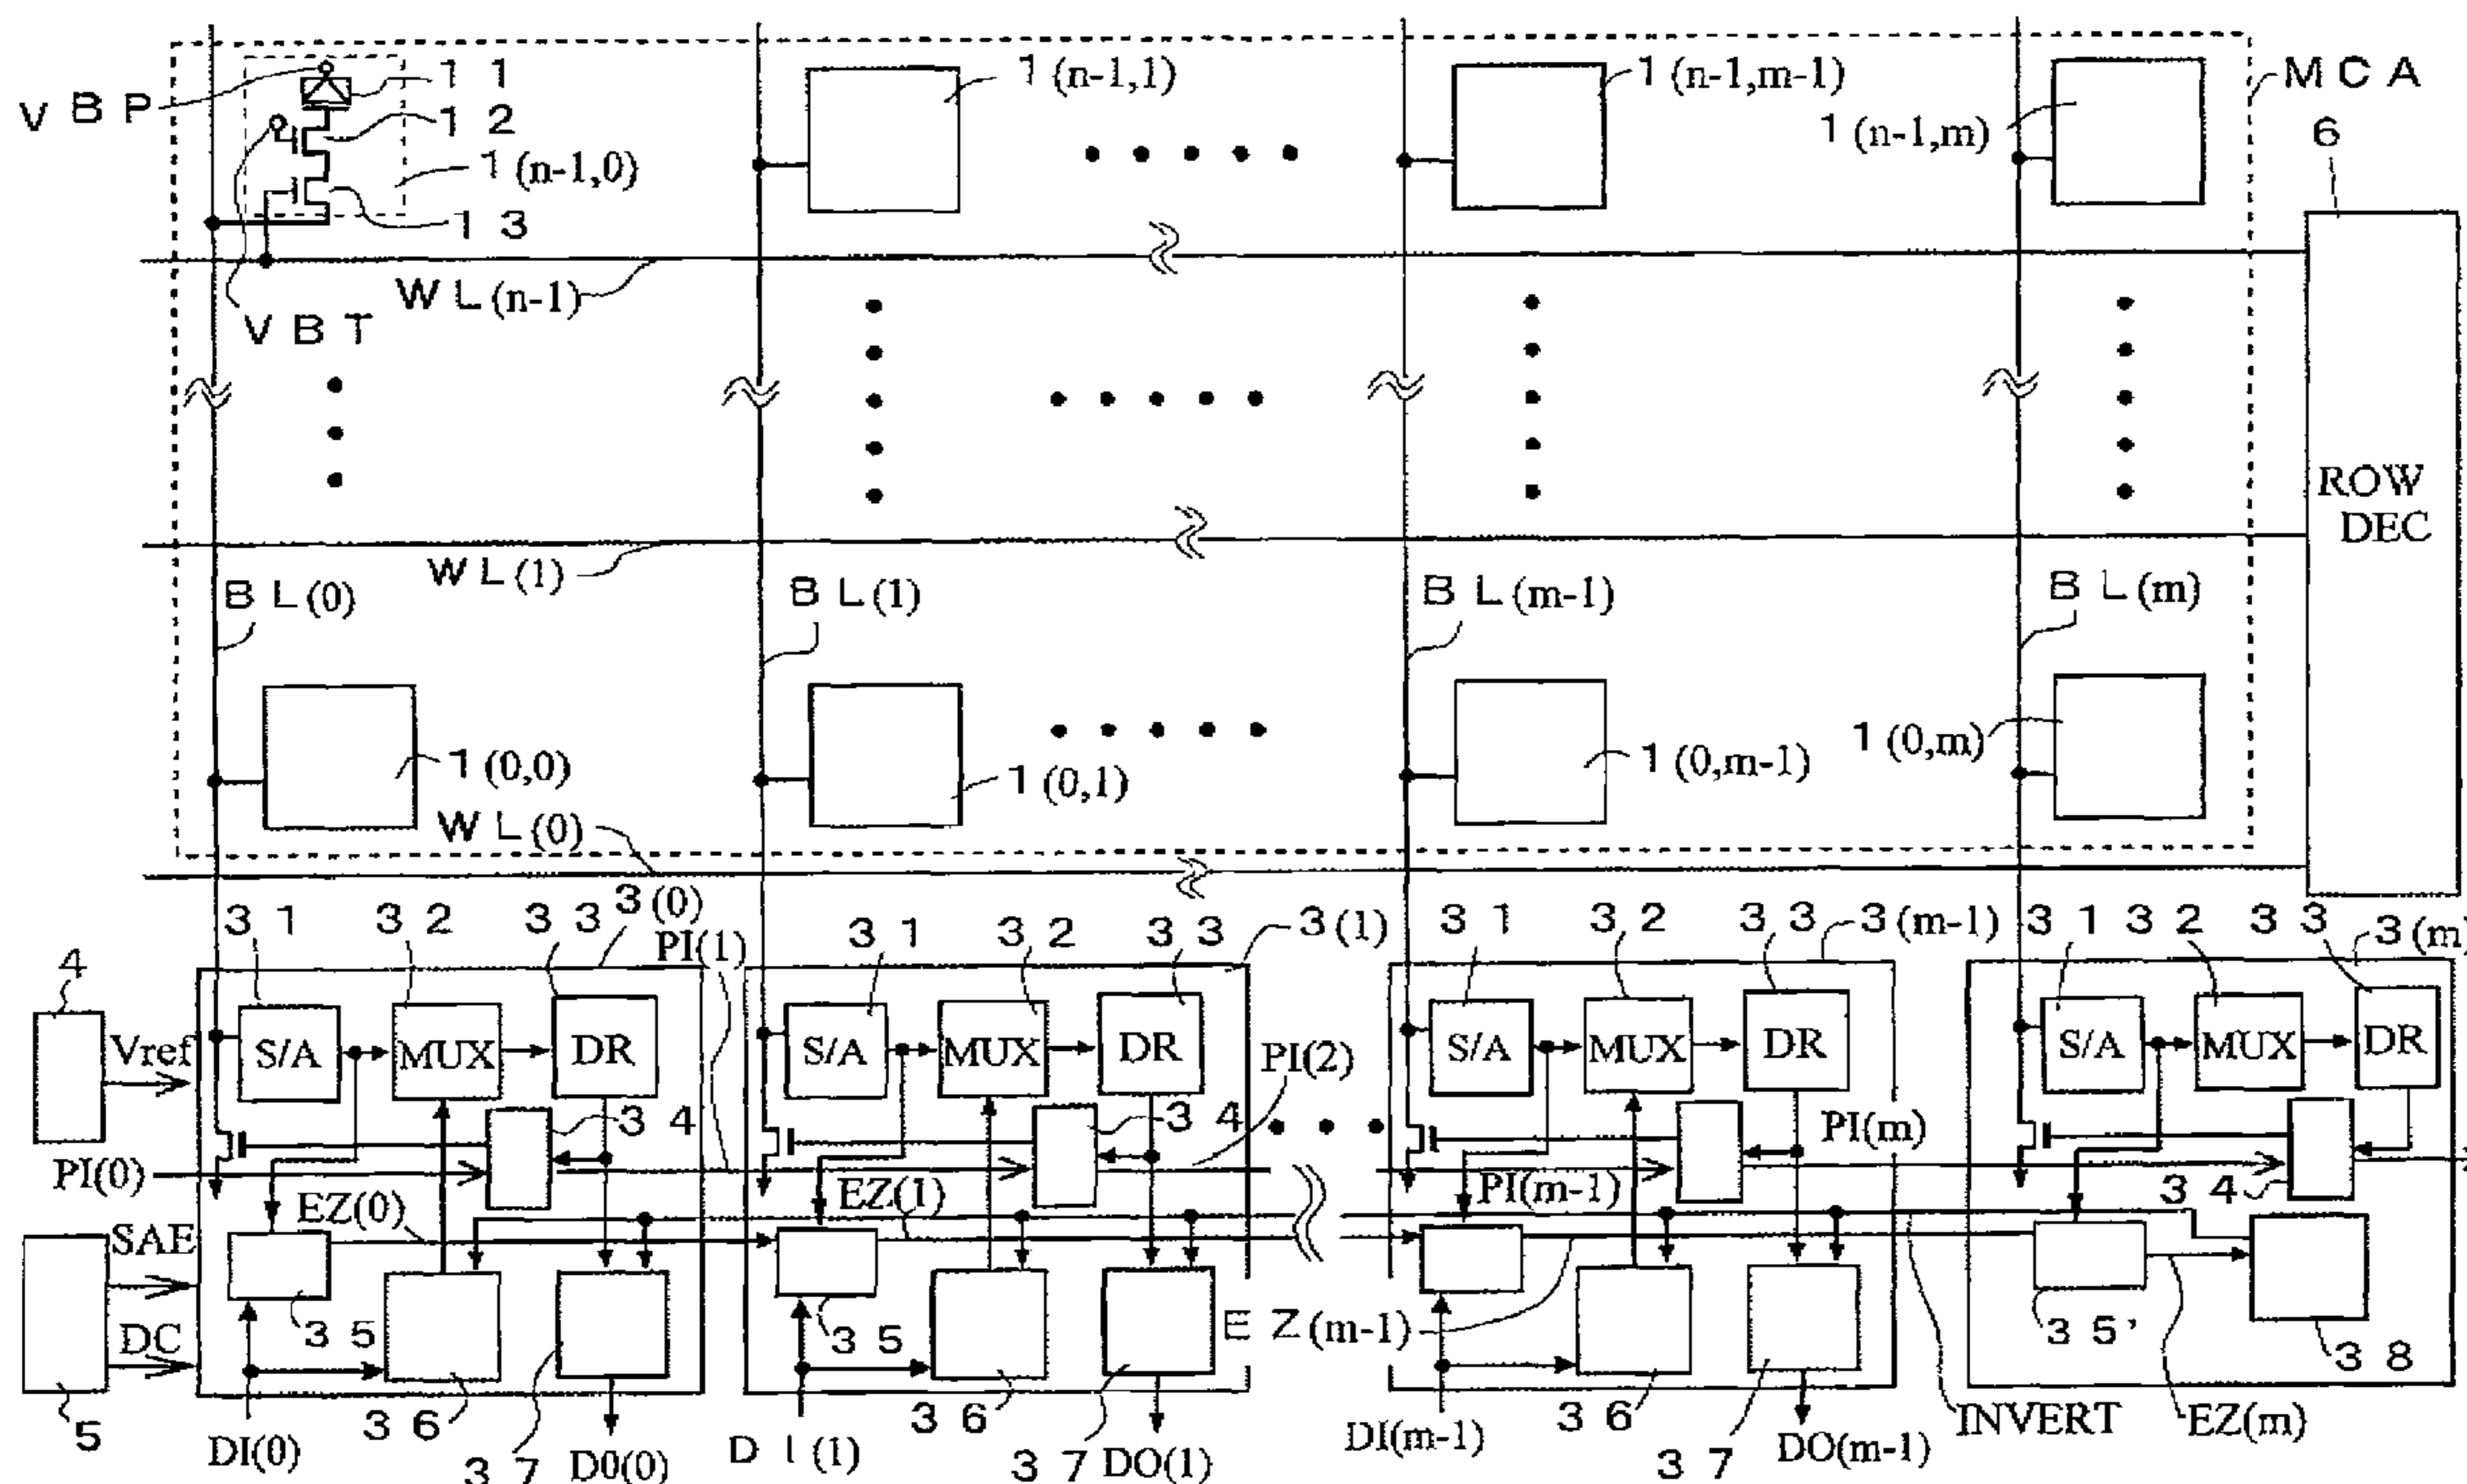 1 1
1 (n-1,1)
1 (n-1,m-1)
M C A
V B P
1 2
1 (n-1,m)
6
1 (n-1,0)
1 3
W L(n-1)
V B T
ROW
DEC
W L(1)
B L(0)
B L(1)
B L(m-1)
B L(m)
1 (0,0)
1 (0,1)
1 (0,m-1)
1 (0,m)
W L(0)
3(0)
3 1
3 2
3 3
PI(1)
3 1
3 2
3 3
3(1)
3 1
3 2
3 3
3(m-1)
3 1
3 2
3 3
3(m)
4
Vref
S/A
MUX
DR
S/A
MUX
DR
PI(2)
S/A
MUX
DR
S/A
MUX
DR
3 4
3 4
PI(m)
PI(0)
EZ(0)
EZ(1)
PI(m-1)
3 4
SAE
DC
3 5
3 5
E Z(m-1)
3 5'
3 8
5
3 6
3 6
3 6
INVERT
EZ(m)
DI(0)
3 7
D0(0)
D I (1)
3 7
DO(1)
DI(m-1)
3 7
DO(m-1)